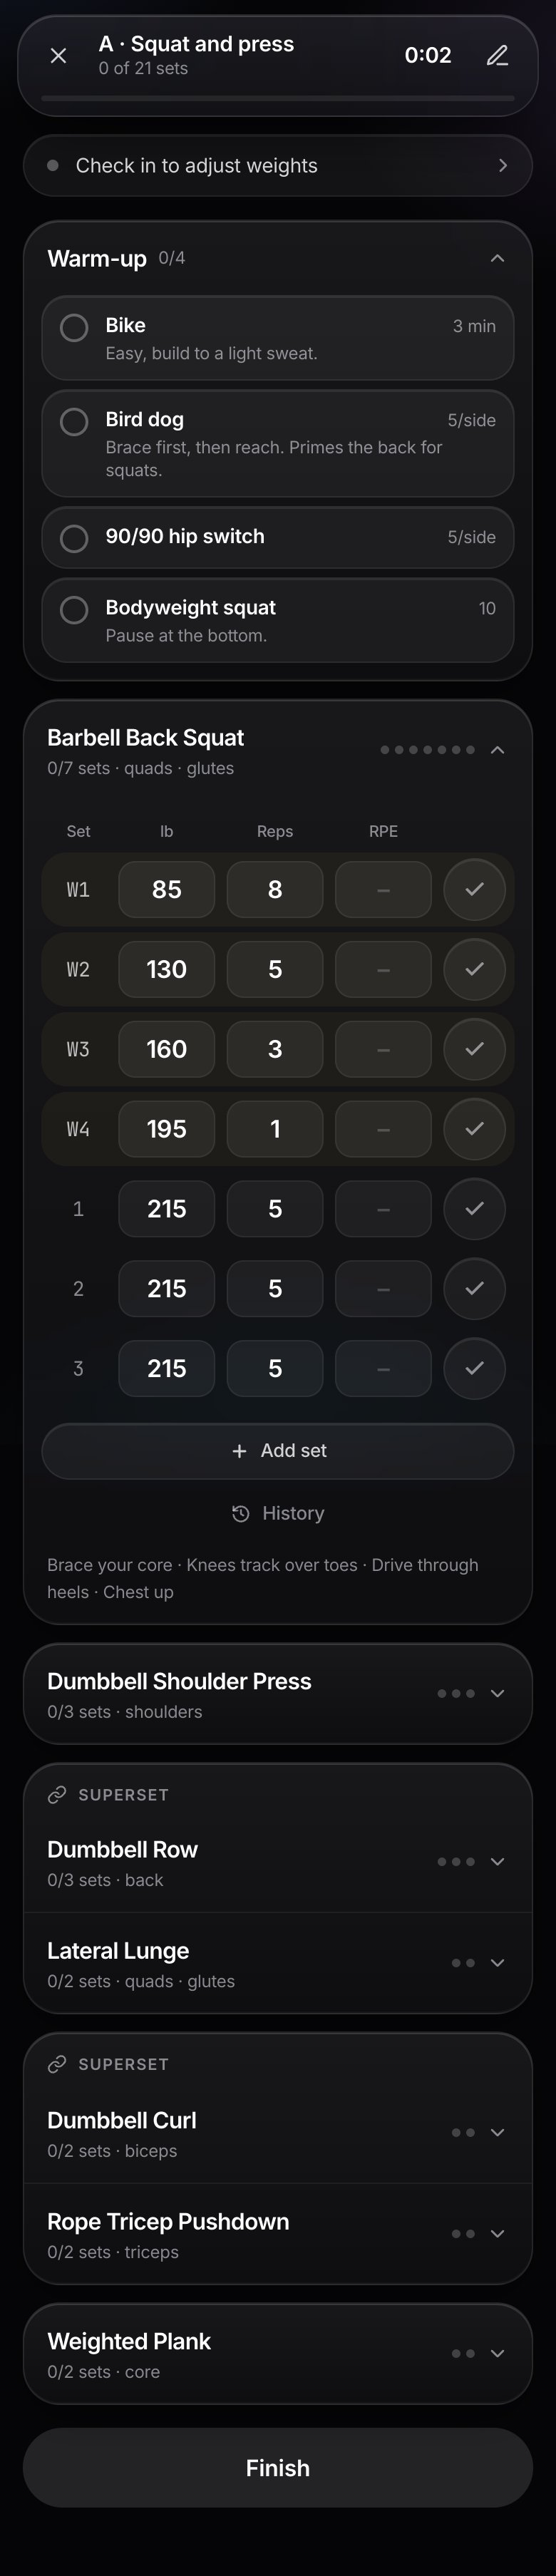 A · Squat and press
0 of 21 sets
0:02
Check in to adjust weights
Warm-up 0/4
Bike 3 min
Easy, build to a light sweat.
Bird dog 5/side
Brace first, then reach. Primes the back for
squats.
90/90 hip switch 5/side
Bodyweight squat 10
Pause at the bottom.
Barbell Back Squat
0/7 sets · quads · glutes
Set lb Reps RPE
W1 85 8 –
W2 130 5 –
W3 160 3 –
W4 195 1 –
1 215 5 –
2 215 5 –
3 215 5 –
Add set
History
Brace your core · Knees track over toes · Drive through
heels · Chest up
Dumbbell Shoulder Press
0/3 sets · shoulders
SUPERSET
Dumbbell Row
0/3 sets · back
Lateral Lunge
0/2 sets · quads · glutes
SUPERSET
Dumbbell Curl
0/2 sets · biceps
Rope Tricep Pushdown
0/2 sets · triceps
Weighted Plank
0/2 sets · core
Finish